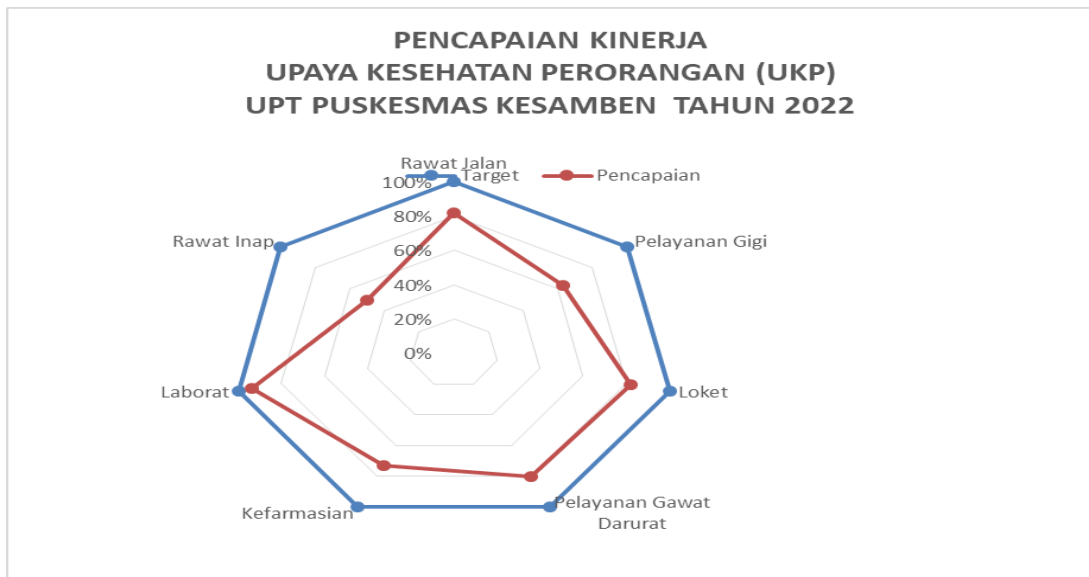 PENCAPAIAN KINERJA
UPAYA KESEHATAN PERORANGAN (UKP)
UPT PUSKESMAS KESAMBEN TAHUN 2022
Rawat Jalan
Target
Pencapaian
100%
80%
60%
40%
20%
0%
Pelayanan Gigi
Loket
Pelayanan Gawat
Darurat
Kefarmasian
Laborat
Rawat Inap